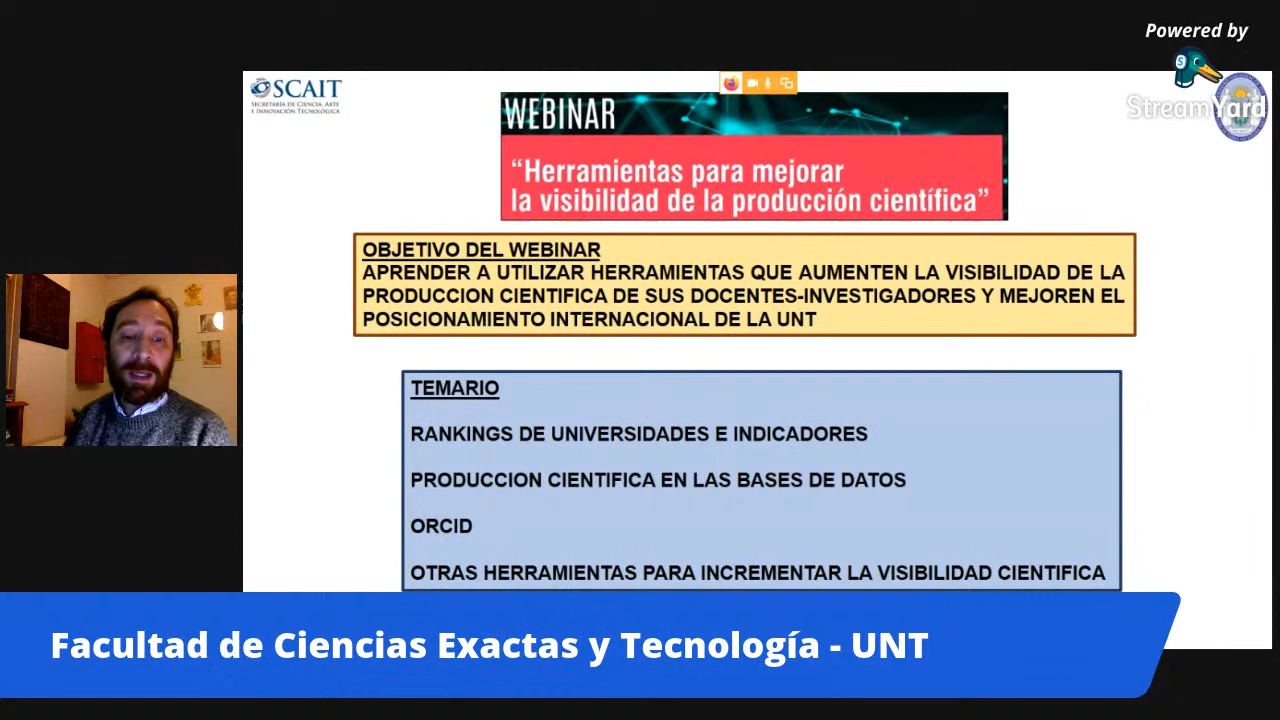 Powered by
StreamYard
SCAIT
SECRETARÍA DE CIENCIA, ARTE
E INNOVACIÓN TECNOLÓGICA
WEBINAR
“Herramientas para mejorar
la visibilidad de la producción científica”
OBJETIVO DEL WEBINAR
APRENDER A UTILIZAR HERRAMIENTAS QUE AUMENTEN LA VISIBILIDAD DE LA
PRODUCCION CIENTIFICA DE SUS DOCENTES-INVESTIGADORES Y MEJOREN EL
POSICIONAMIENTO INTERNACIONAL DE LA UNT
TEMARIO
RANKINGS DE UNIVERSIDADES E INDICADORES
PRODUCCION CIENTIFICA EN LAS BASES DE DATOS
ORCID
OTRAS HERRAMIENTAS PARA INCREMENTAR LA VISIBILIDAD CIENTIFICA
Facultad de Ciencias Exactas y Tecnología - UNT